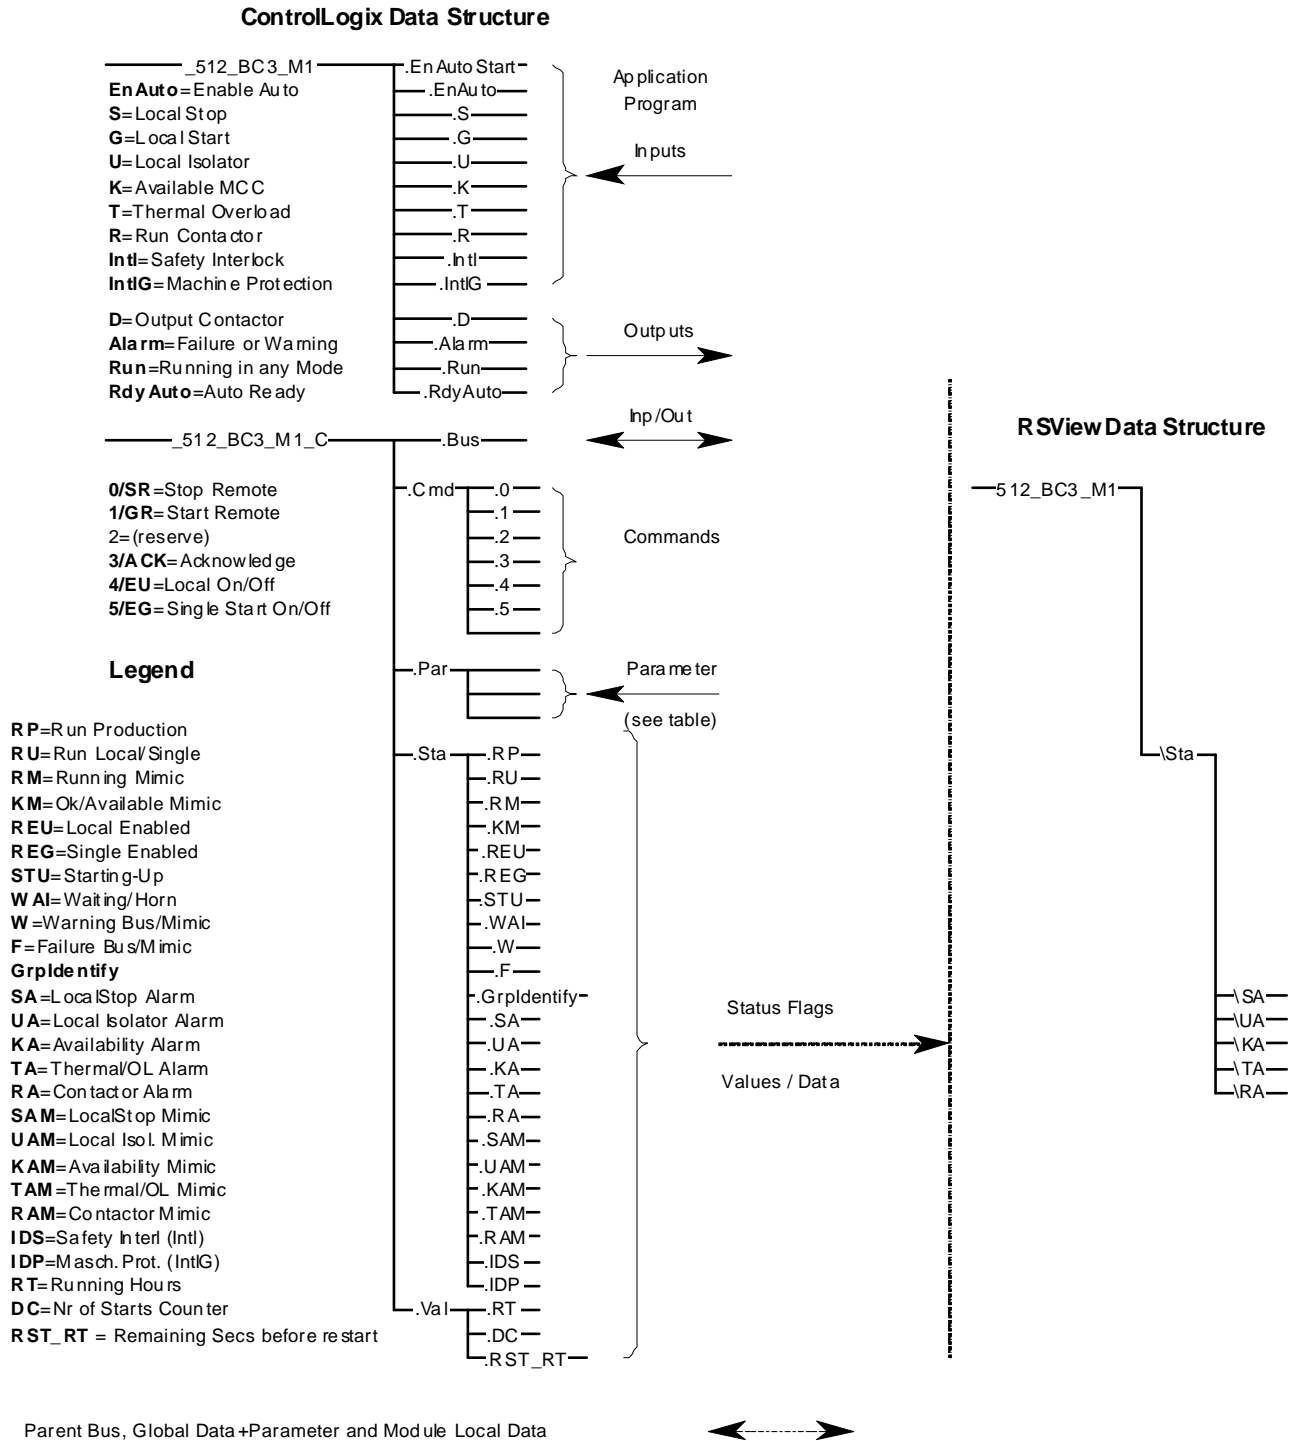 ControlLogix Data Structure
_512_BC3_M1 .EnAutoStart
Application
Program
EnAuto=Enable Auto .EnAuto
S=Local Stop .S
G=Local Start .G
Inputs
U=Local Isolator .U
K=Available MCC .K
T=Thermal Overload .T
R=Run Contactor .R
Intl=Safety Interlock .Intl
IntlG=Machine Protection .IntlG
D=Output Contactor .D
Outputs
Alarm=Failure or Warning .Alarm
Run=Running in any Mode .Run
RdyAuto=Auto Ready .RdyAuto
Inp/Out
_512_BC3_M1_C .Bus
RSView Data Structure
0/SR=Stop Remote .Cmd .0
512_BC3_M1
1/GR=Start Remote .1
2=(reserve) .2
Commands
3/ACK=Acknowledge .3
4/EU=Local On/Off .4
5/EG=Single Start On/Off .5
Legend
.Par
Parameter
(see table)
RP=Run Production
RU=Run Local/Single .Sta .RP
\Sta
RM=Running Mimic .RU
KM=Ok/Available Mimic .RM
REU=Local Enabled .KM
REG=Single Enabled .REU
STU=Starting-Up .REG
WAI=Waiting/Horn .STU
W=Warning Bus/Mimic .WAI
F=Failure Bus/Mimic .W
GrpIdentify .F
SA=LocalStop Alarm .GrpIdentify
Status Flags
\SA
UA=Local Isolator Alarm .SA
\UA
KA=Availability Alarm .UA
\KA
TA=Thermal/OL Alarm .KA
Values / Data
\TA
RA=Contactor Alarm .TA
\RA
SAM=LocalStop Mimic .RA
UAM=Local Isol. Mimic .SAM
KAM=Availability Mimic .UAM
TAM=Thermal/OL Mimic .KAM
RAM=Contactor Mimic .TAM
IDS=Safety Interl (Intl) .RAM
IDP=Masch. Prot. (IntlG) .IDS
RT=Running Hours .IDP
DC=Nr of Starts Counter .Val .RT
RST_RT = Remaining Secs before restart .DC
.RST_RT
Parent Bus, Global Data+Parameter and Module Local Data